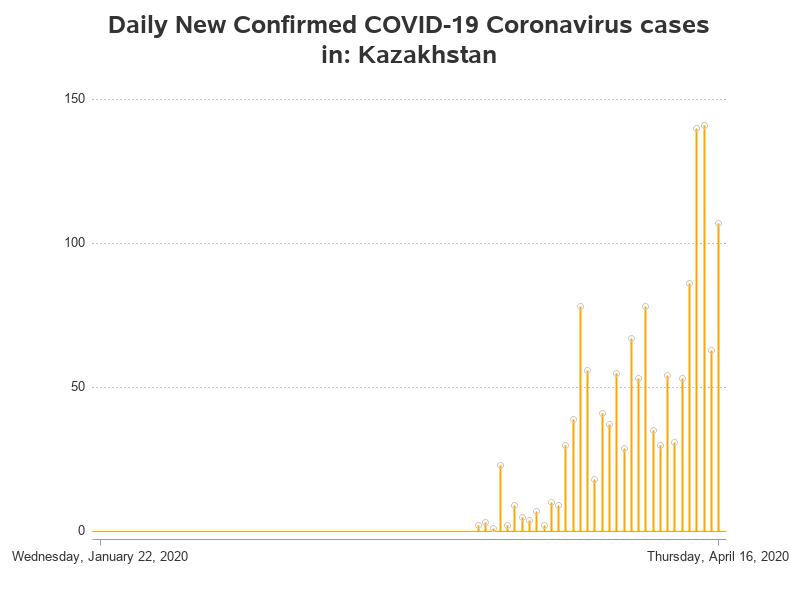 Daily New Confirmed COVID-19 Coronavirus cases
in: Kazakhstan
150
100
50
0
Wednesday, January 22, 2020
Thursday, April 16, 2020